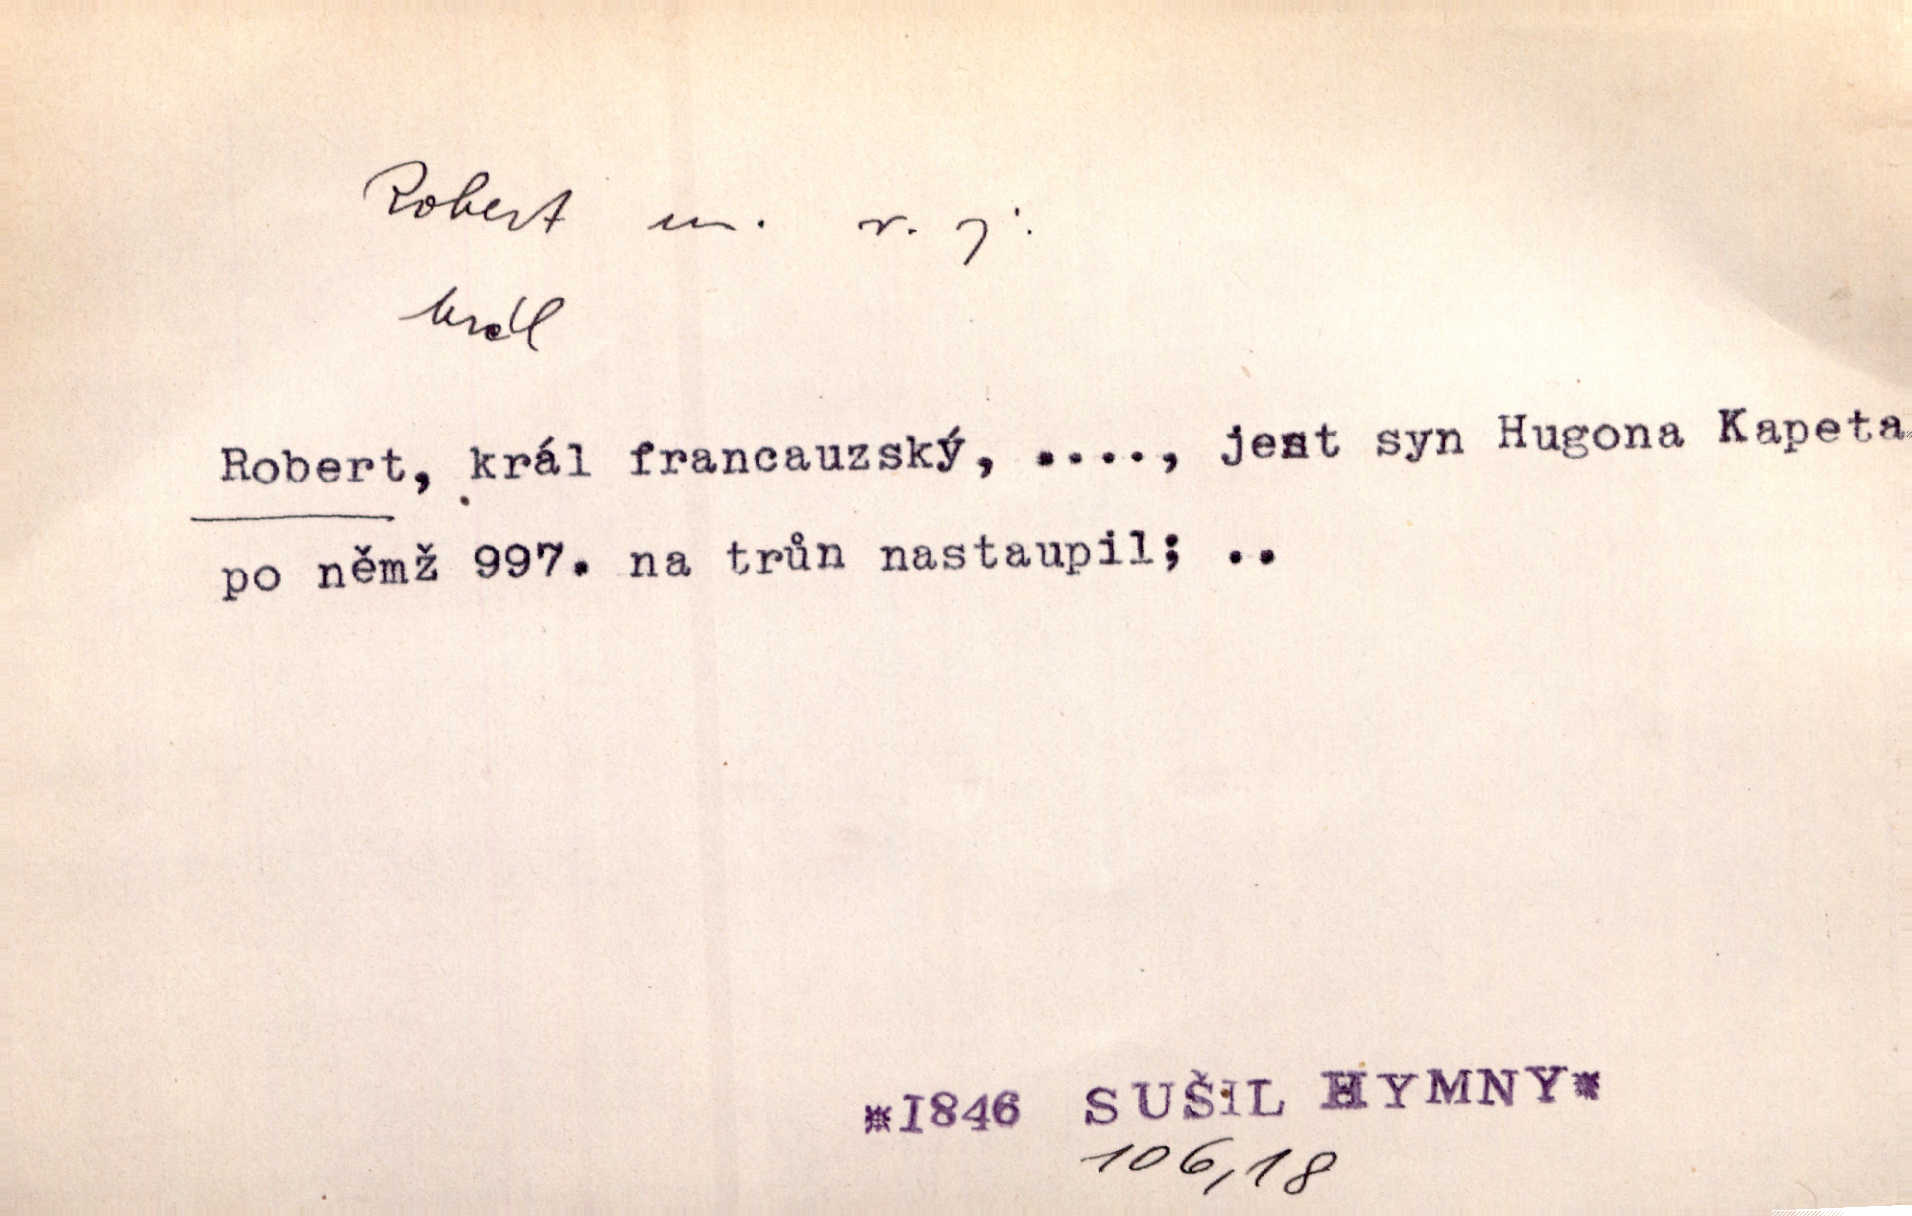 Robert m. v. j.
král
Robert, král francauzský, ...., jest syn Hugona Kapeta
po němž 997. na trůn nastaupil; ..
*1846 SUŠIL HYMNY*
106,18